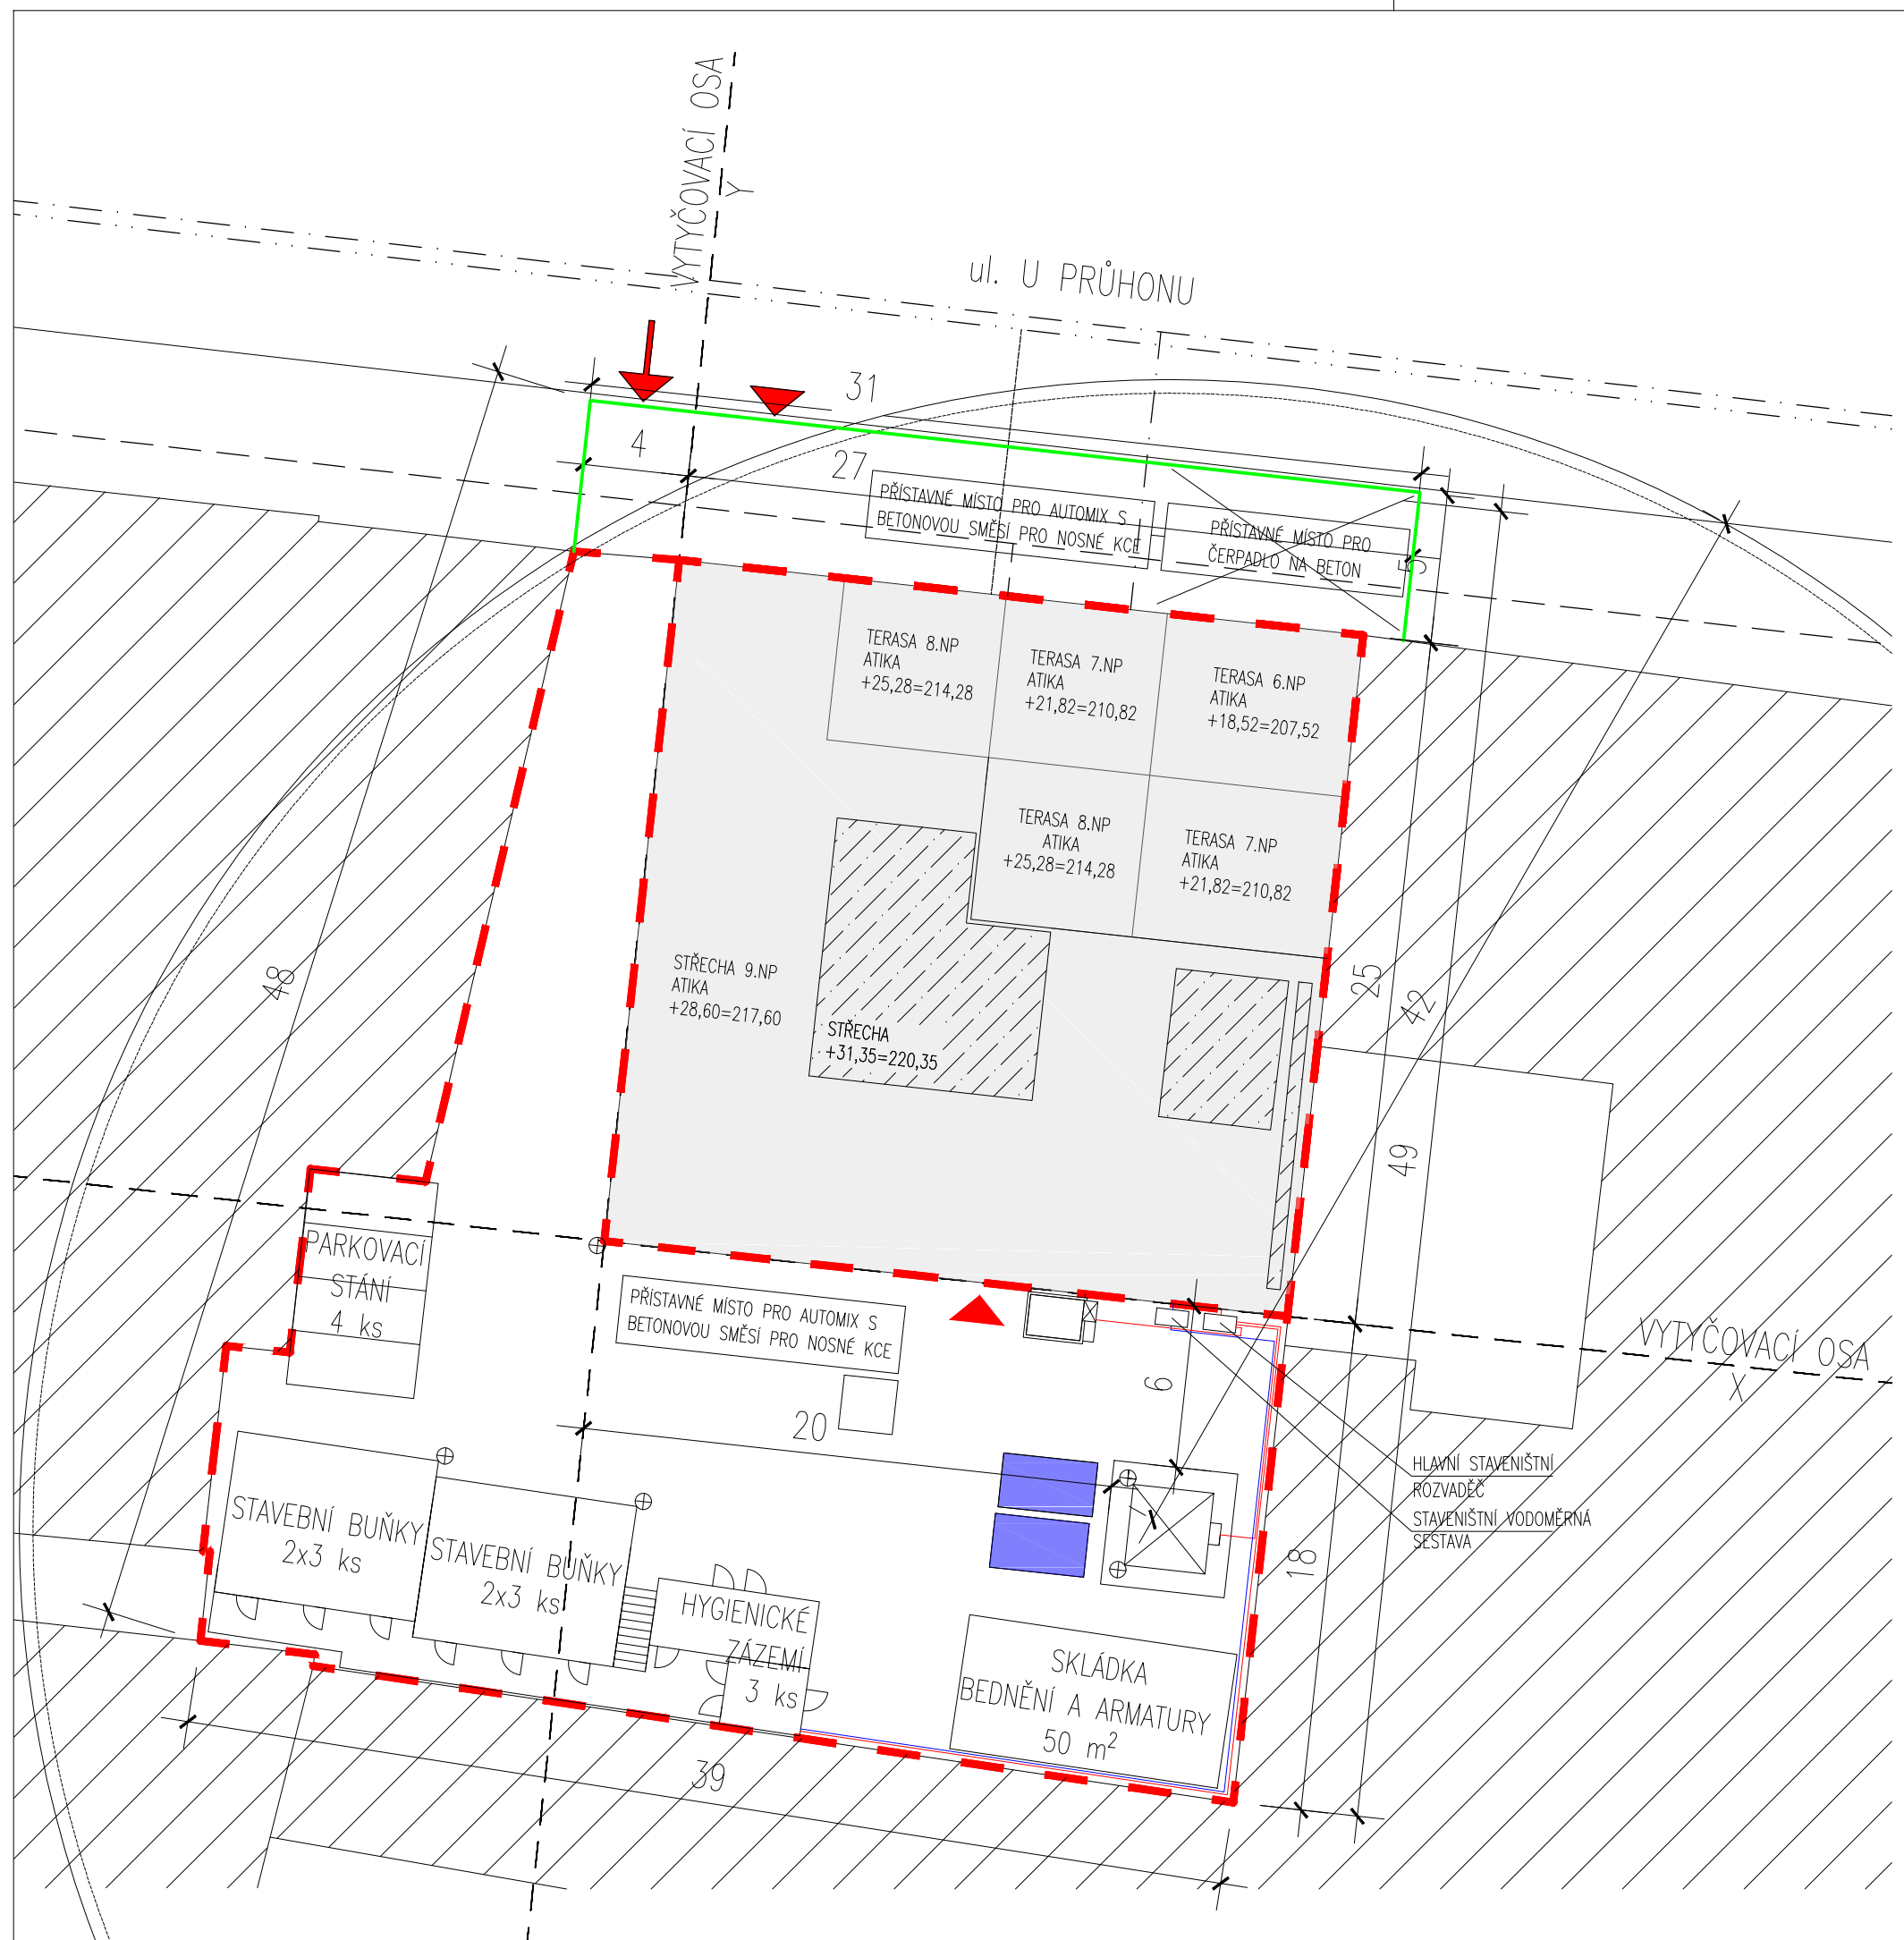 VYTYČOVACÍ OSA
Y
ul. U PRŮHONU
31
4
27
PŘÍSTAVNÉ MÍSTO PRO AUTOMIX S
BETONOVOU SMĚSÍ PRO NOSNÉ KCE
PŘÍSTAVNÉ MÍSTO PRO
ČERPADLO NA BETON
5
TERASA 8.NP
ATIKA
+25,28=214,28
TERASA 7.NP
ATIKA
+21,82=210,82
TERASA 6.NP
ATIKA
+18,52=207,52
TERASA 8.NP
ATIKA
+25,28=214,28
TERASA 7.NP
ATIKA
+21,82=210,82
STŘECHA 9.NP
ATIKA
+28,60=217,60
STŘECHA
+31,35=220,35
48
25
42
49
PARKOVACÍ
STÁNÍ
4 ks
PŘÍSTAVNÉ MÍSTO PRO AUTOMIX S
BETONOVOU SMĚSÍ PRO NOSNÉ KCE
VYTYČOVACÍ OSA
X
6
20
HLAVNÍ STAVENIŠTNÍ
ROZVADĚČ
STAVENIŠTNÍ VODOMĚRNÁ
SESTAVA
STAVEBNÍ BUŇKY
2x3 ks
STAVEBNÍ BUŇKY
2x3 ks
18
HYGIENICKÉ
ZÁZEMÍ
3 ks
SKLÁDKA
BEDNĚNÍ A ARMATURY
50 m²
39